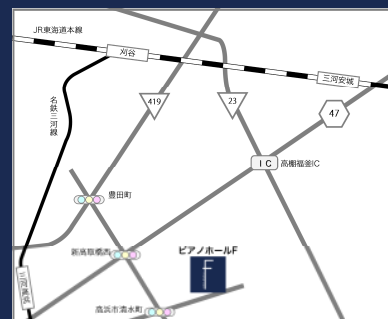 JR東海道本線
刈谷
三河安城
名鉄三河線
419
23
47
IC
高棚福釜IC
豊田町
新高取橋西
ピアノホールF
F
三河高浜
高浜市清水町